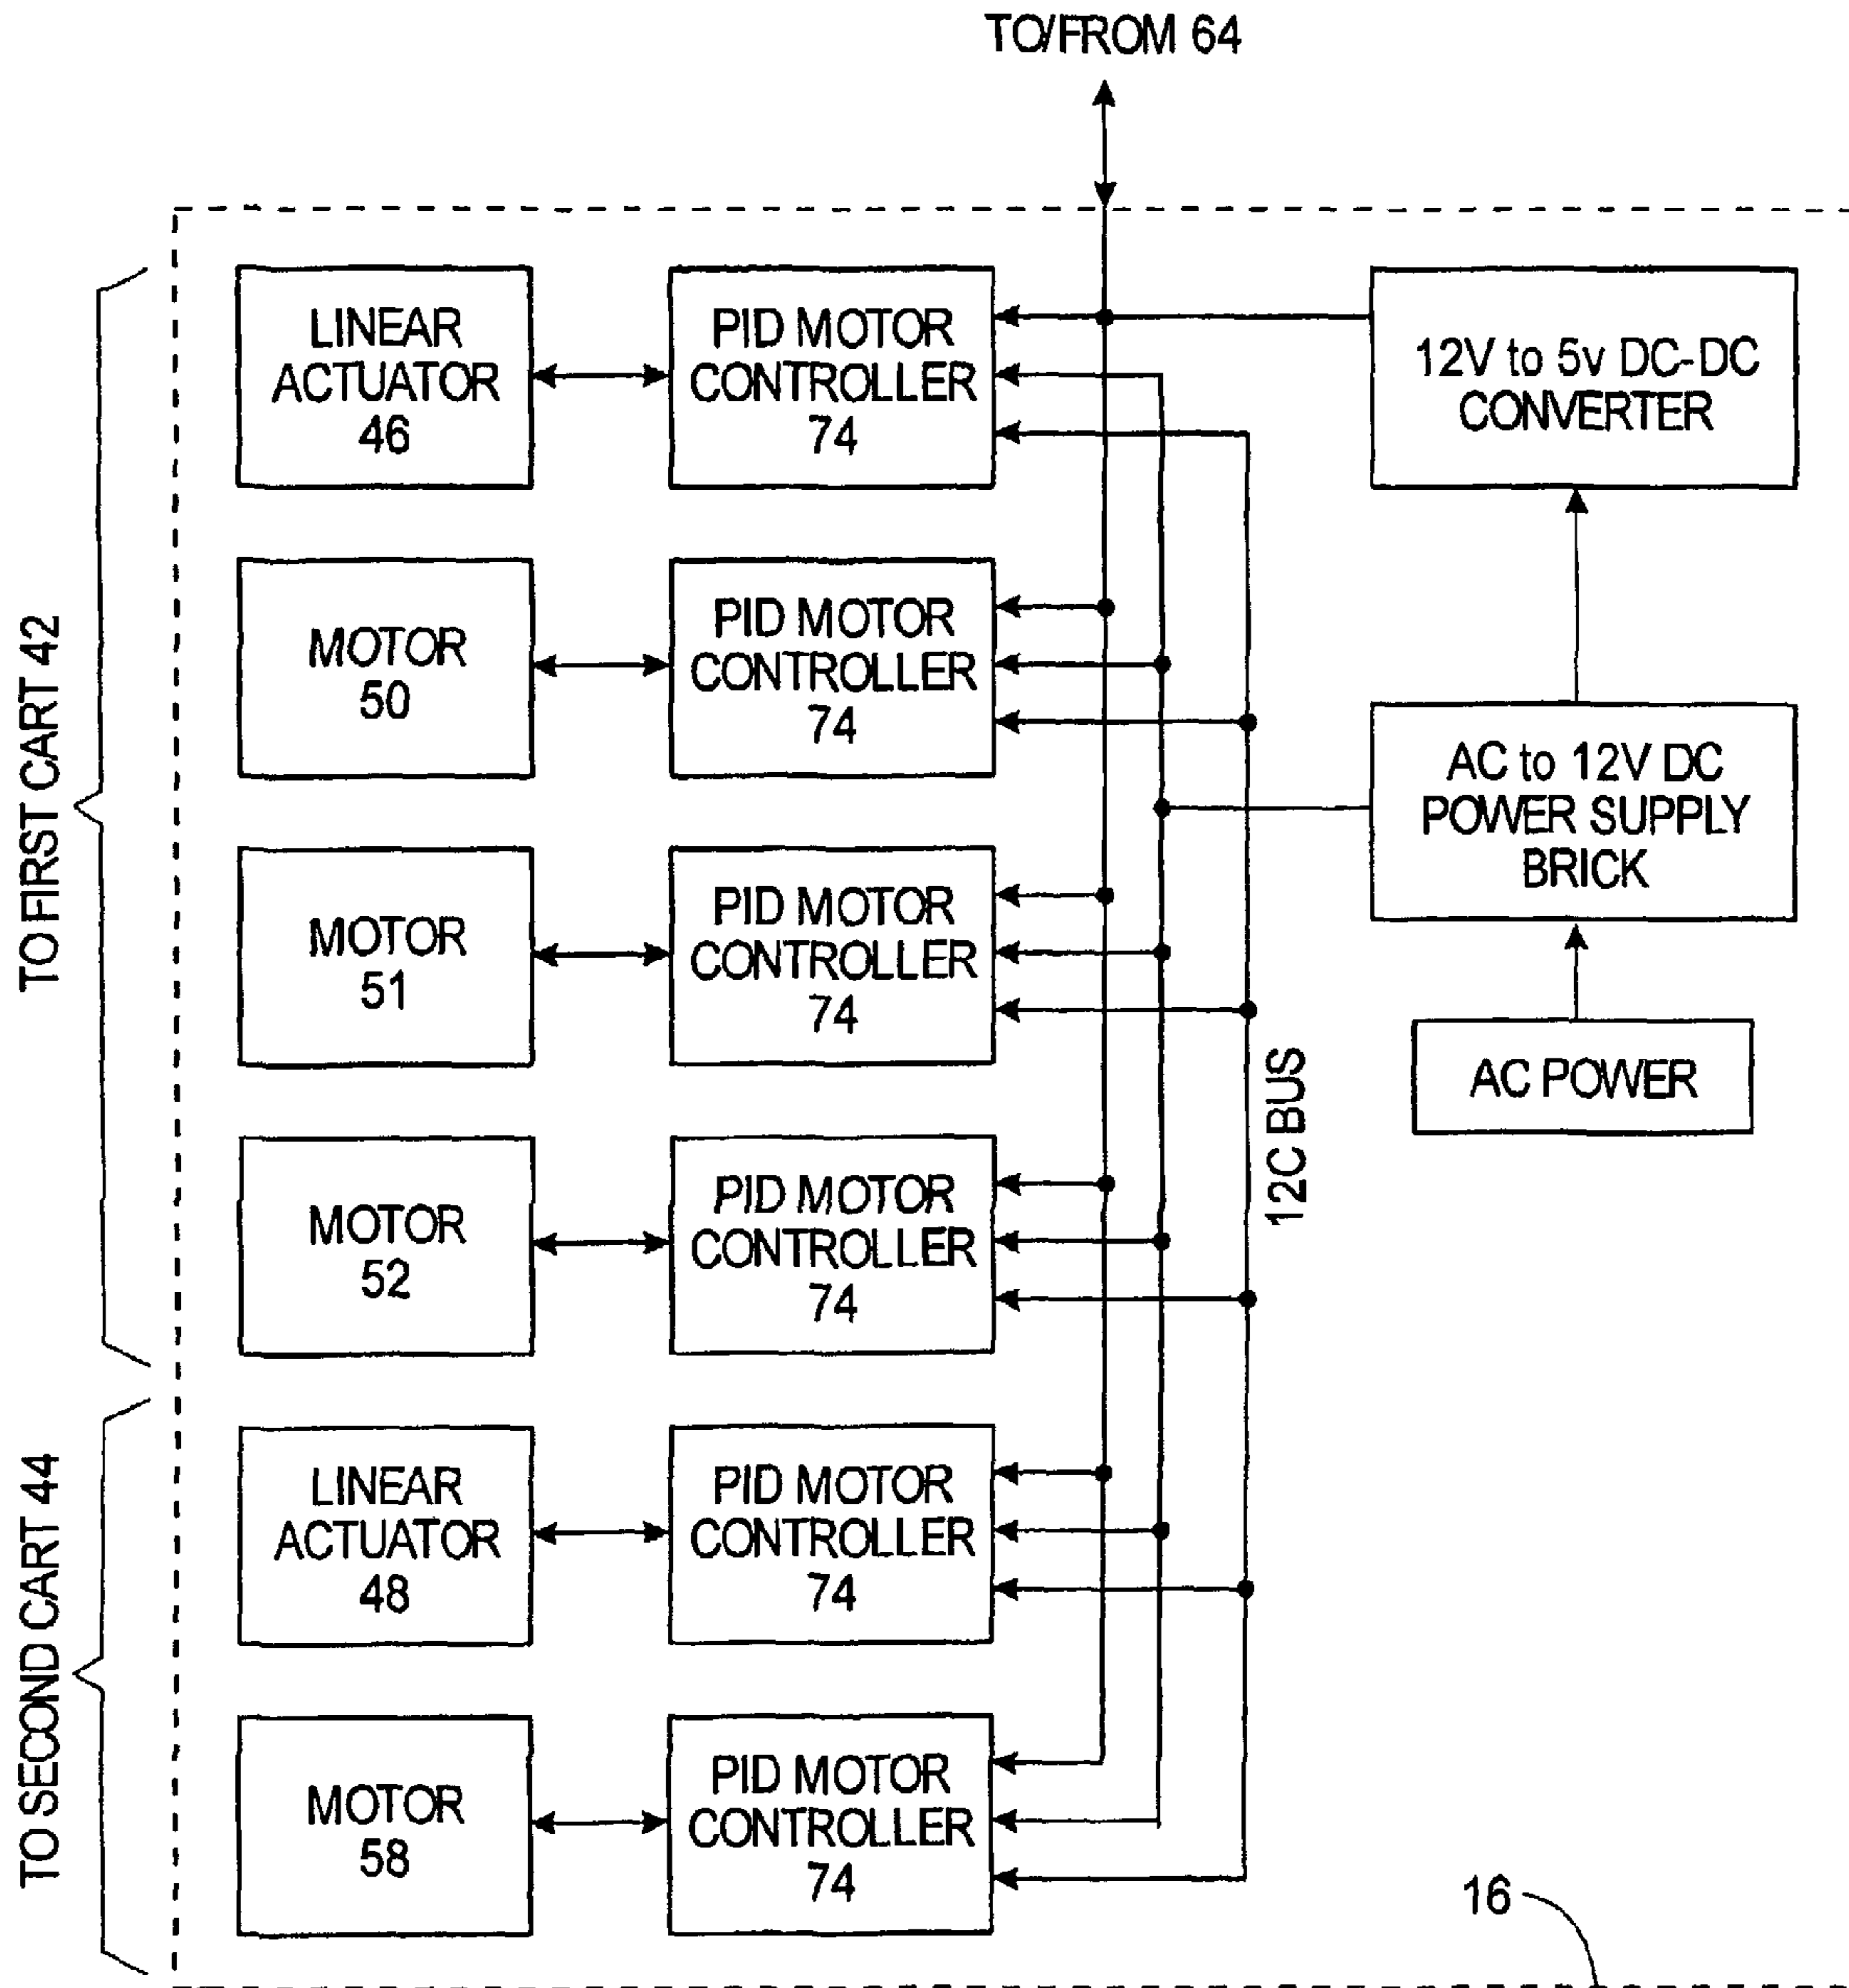 TO/FROM 64
TO FIRST CART 42
LINEAR
ACTUATOR
46
PID MOTOR
CONTROLLER
74
12V to 5v DC-DC
CONVERTER
MOTOR
50
PID MOTOR
CONTROLLER
74
AC to 12V DC
POWER SUPPLY
BRICK
MOTOR
51
PID MOTOR
CONTROLLER
74
AC POWER
12C BUS
MOTOR
52
PID MOTOR
CONTROLLER
74
TO SECOND CART 44
LINEAR
ACTUATOR
48
PID MOTOR
CONTROLLER
74
MOTOR
58
PID MOTOR
CONTROLLER
74
16